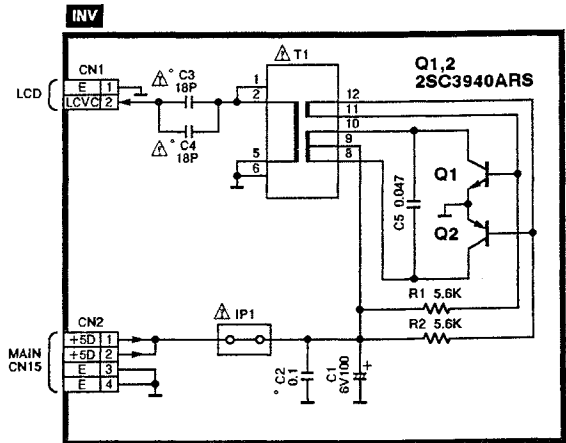 INV
CN1
LCD
E 1
LCVC 2
C3
18P
C4
18P
T1
1
2
5
6
12
11
10
9
8
Q1,2
2SC3940ARS
Q1
Q2
C5 0.047
R1 5.6K
R2 5.6K
IP1
CN2
MAIN
CN15
+5D 1
+5D 2
E 3
E 4
C2
0.1
C1
6V100
+